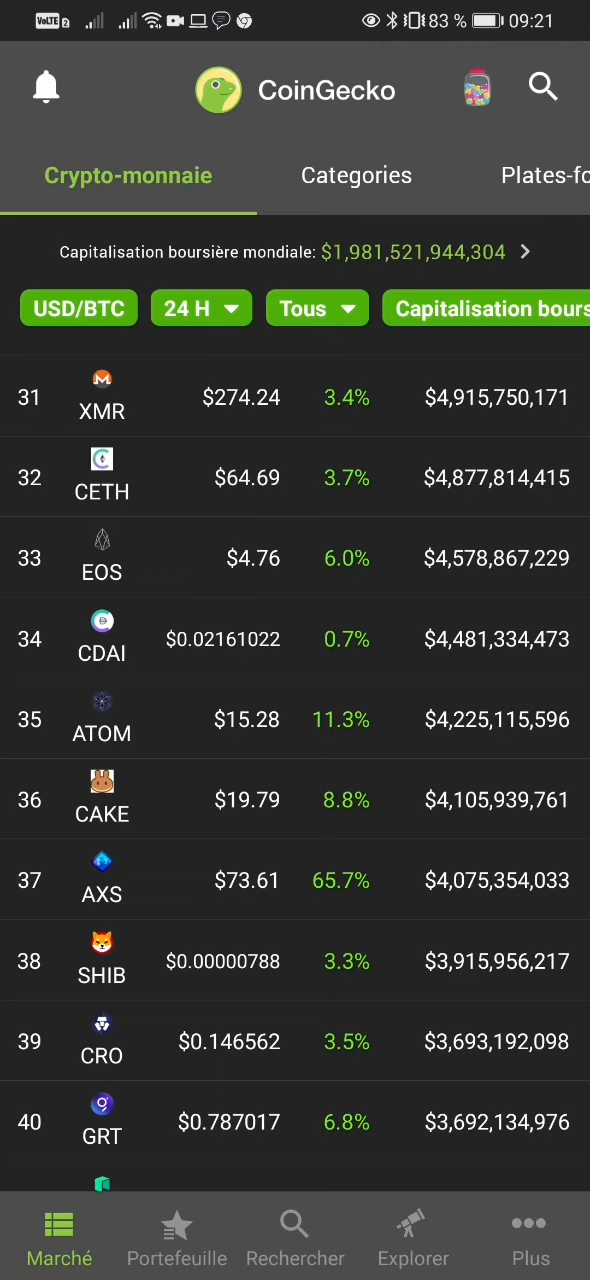 VoLTE 2 83 % 09:21
CoinGecko
Crypto-monnaie Categories Plates-fo
Capitalisation boursière mondiale: $1,981,521,944,304
USD/BTC 24 H Tous Capitalisation bours
31 XMR $274.24 3.4% $4,915,750,171
32 CETH $64.69 3.7% $4,877,814,415
33 EOS $4.76 6.0% $4,578,867,229
34 CDAI $0.02161022 0.7% $4,481,334,473
35 ATOM $15.28 11.3% $4,225,115,596
36 CAKE $19.79 8.8% $4,105,939,761
37 AXS $73.61 65.7% $4,075,354,033
38 SHIB $0.00000788 3.3% $3,915,956,217
39 CRO $0.146562 3.5% $3,693,192,098
40 GRT $0.787017 6.8% $3,692,134,976
Marché Portefeuille Rechercher Explorer Plus